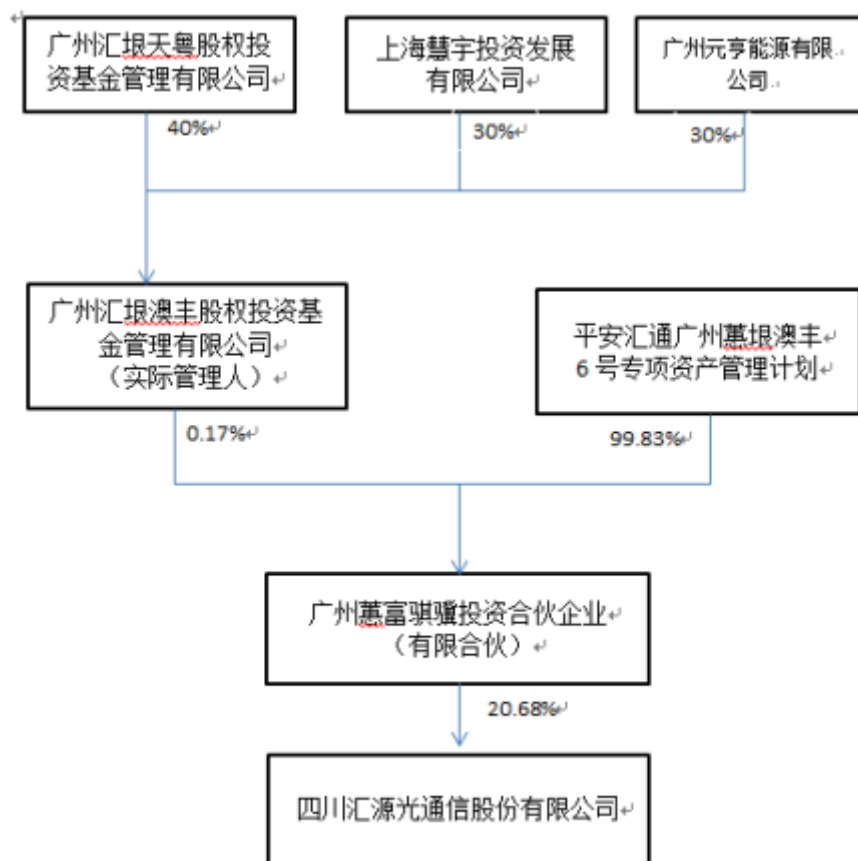 广州汇垠天粤股权投
资基金管理有限公司
上海慧宇投资发展
有限公司
广州元亨能源有限
公司
40%
30%
30%
广州汇垠澳丰股权投资基
金管理有限公司
（实际管理人）
平安汇通广州蕙垠澳丰
6号专项资产管理计划
0.17%
99.83%
广州蕙富骐骥投资合伙企业
（有限合伙）
20.68%
四川汇源光通信股份有限公司